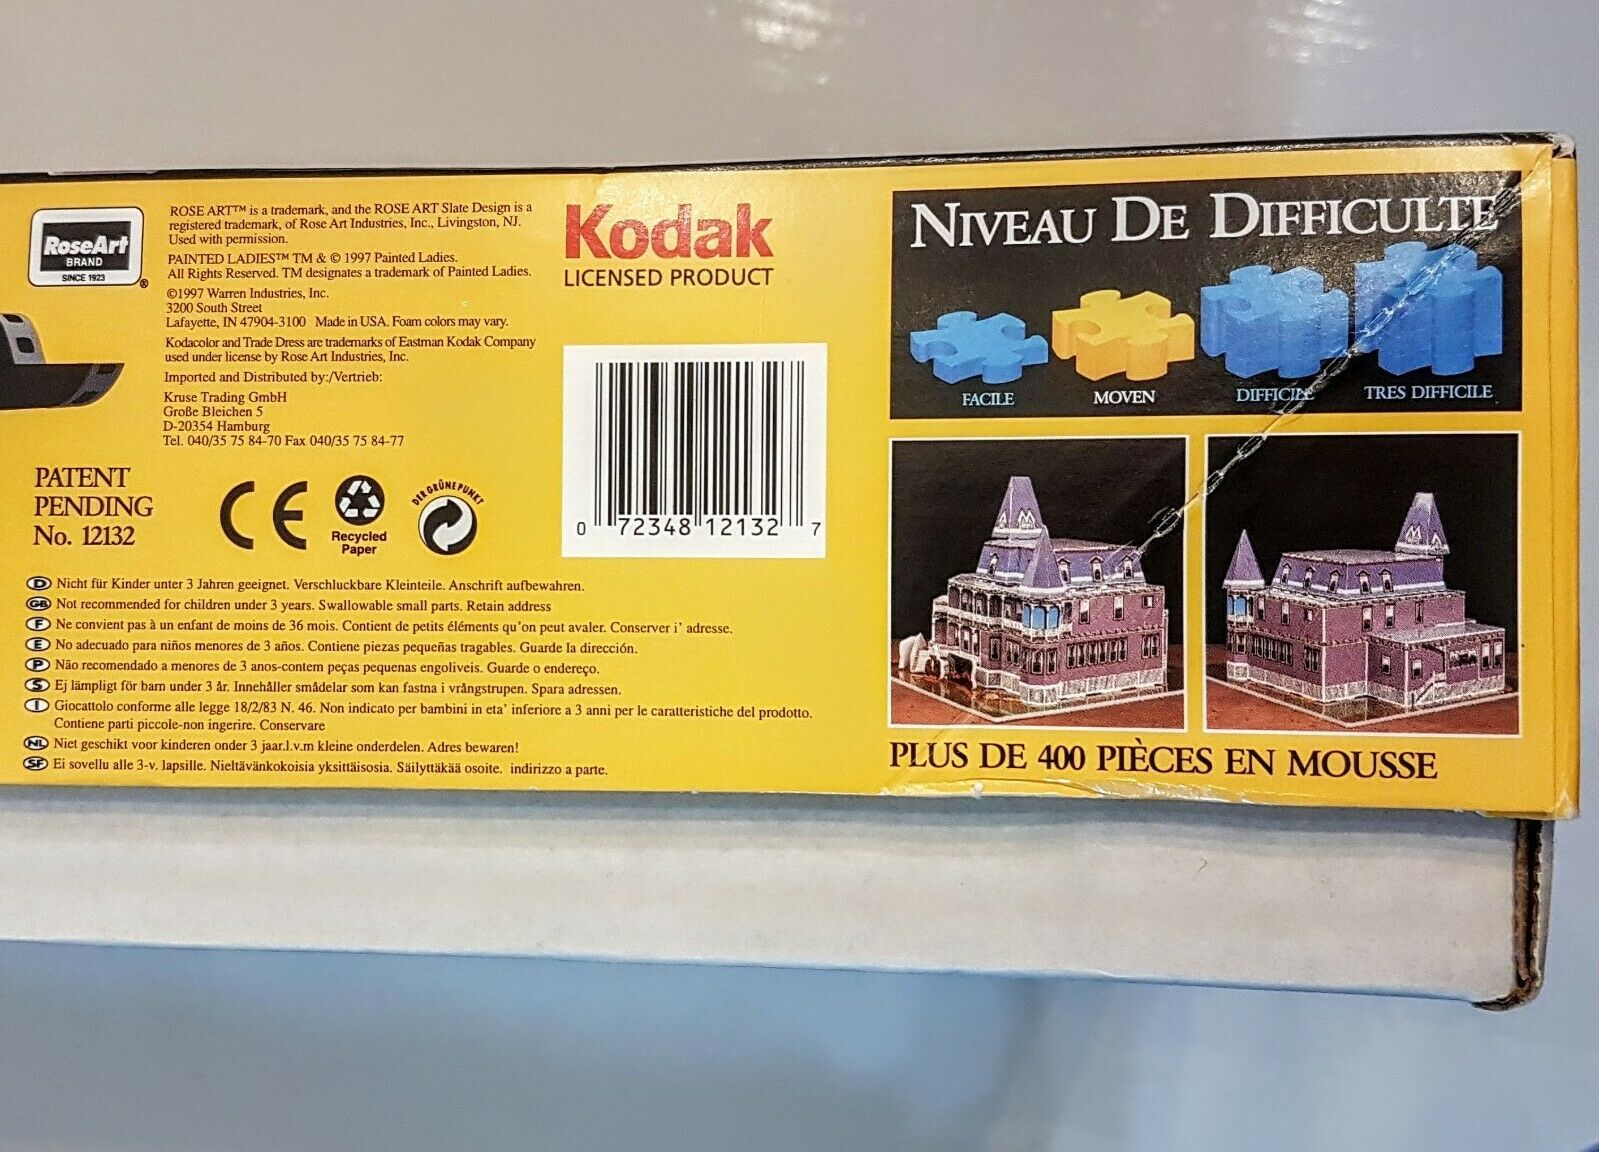 RoseArt
BRAND
SINCE 1923
®
ROSE ART™ is a trademark, and the ROSE ART Slate Design is a
registered trademark, of Rose Art Industries, Inc., Livingston, NJ.
Used with permission.
PAINTED LADIES™ TM & © 1997 Painted Ladies.
All Rights Reserved. TM designates a trademark of Painted Ladies.
©1997 Warren Industries, Inc.
3200 South Street
Lafayette, IN 47904-3100 Made in USA. Foam colors may vary.
Kodacolor and Trade Dress are trademarks of Eastman Kodak Company
used under license by Rose Art Industries, Inc.
Imported and Distributed by:/Vertrieb:
Kruse Trading GmbH
Große Bleichen 5
D-20354 Hamburg
Tel. 040/35 75 84-70 Fax 040/35 75 84-77
PATENT
PENDING
No. 12132
CE
Recycled
Paper
DER GRÜNE PUNKT
Kodak
LICENSED PRODUCT
0 72348 12132 7
D Nicht für Kinder unter 3 Jahren geeignet. Verschluckbare Kleinteile. Anschrift aufbewahren.
GB Not recommended for children under 3 years. Swallowable small parts. Retain address
F Ne convient pas à un enfant de moins de 36 mois. Contient de petits éléments qu'on peut avaler. Conserver i' adresse.
E No adecuado para niños menores de 3 años. Contiene piezas pequeñas tragables. Guarde la dirección.
P Não recomendado a menores de 3 anos-contem peças pequenas engoliveis. Guarde o endereço.
S Ej lämpligt för barn under 3 år. Innehåller smådelar som kan fastna i vrångstrupen. Spara adressen.
I Giocattolo conforme alle legge 18/2/83 N. 46. Non indicato per bambini in eta' inferiore a 3 anni per le caratteristiche del prodotto.
Contiene parti piccole-non ingerire. Conservare
NL Niet geschikt voor kinderen onder 3 jaar.l.v.m kleine onderdelen. Adres bewaren!
SF Ei sovellu alle 3-v. lapsille. Nieltävänkokoisia yksittäisosia. Säilyttäkää osoite. indirizzo a parte.
NIVEAU DE DIFFICULTE
FACILE MOVEN DIFFICILE TRES DIFFICILE
PLUS DE 400 PIÈCES EN MOUSSE